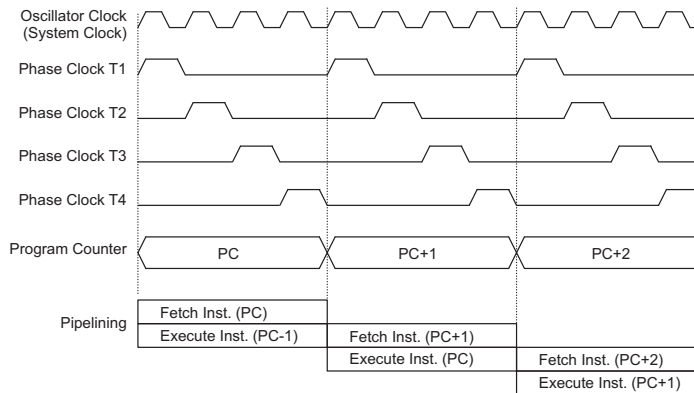 Oscillator Clock
(System Clock)
Phase Clock T1
Phase Clock T2
Phase Clock T3
Phase Clock T4
Program Counter
PC
PC+1
PC+2
Pipelining
Fetch Inst. (PC)
Execute Inst. (PC-1)
Fetch Inst. (PC+1)
Execute Inst. (PC)
Fetch Inst. (PC+2)
Execute Inst. (PC+1)